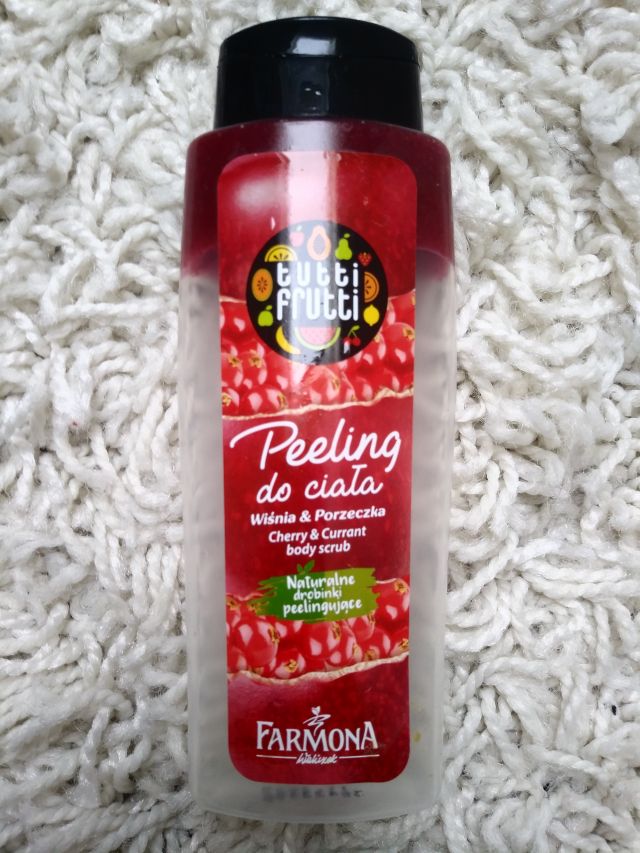 tutti
frutti
Peeling
do ciała
Wiśnia & Porzeczka
Cherry & Currant
body scrub
Naturalne
drobinki
peelingujące
FARMONA